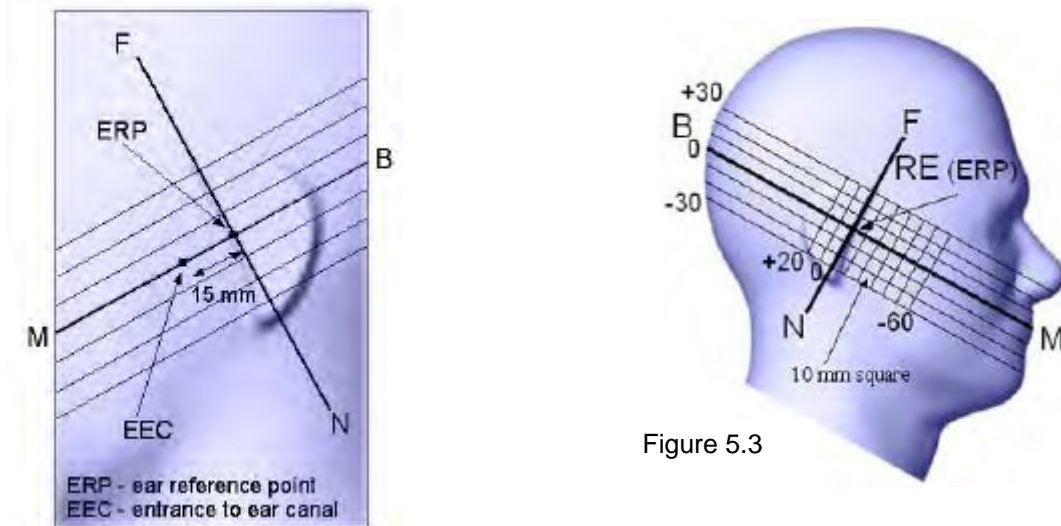 F
ERP
B
15 mm
M
EEC
N
ERP - ear reference point
EEC - entrance to ear canal
+30
B
0
F
RE (ERP)
-30
+20
0
N
-60
M
10 mm square
Figure 5.3